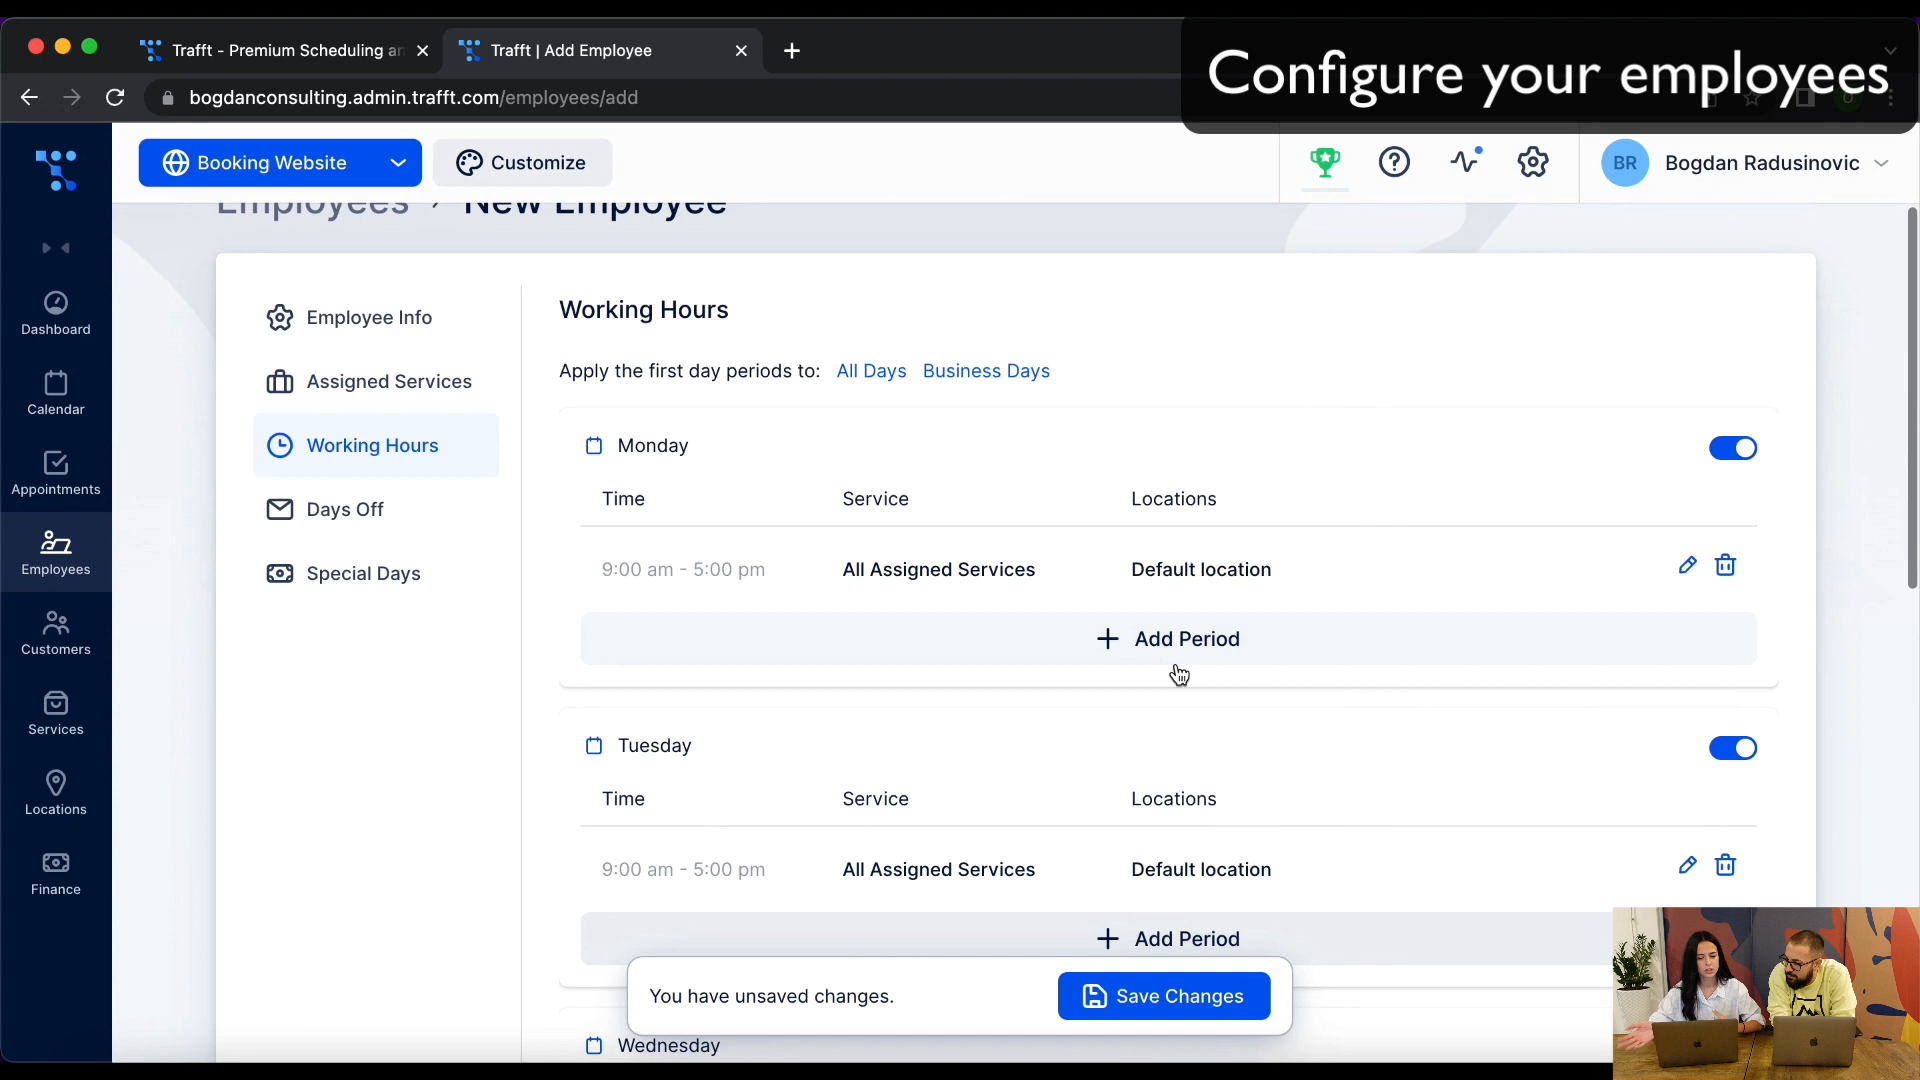 Trafft - Premium Scheduling an
Trafft | Add Employee
Configure your employees
bogdanconsulting.admin.trafft.com/employees/add
Booking Website
Customize
BR
Bogdan Radusinovic
Employees > New Employee
Dashboard
Calendar
Appointments
Employees
Customers
Services
Locations
Finance
Employee Info
Assigned Services
Working Hours
Days Off
Special Days
Working Hours
Apply the first day periods to: All Days Business Days
Monday
Time Service Locations
9:00 am - 5:00 pm All Assigned Services Default location
+ Add Period
Tuesday
Time Service Locations
9:00 am - 5:00 pm All Assigned Services Default location
+ Add Period
You have unsaved changes.
Save Changes
Wednesday